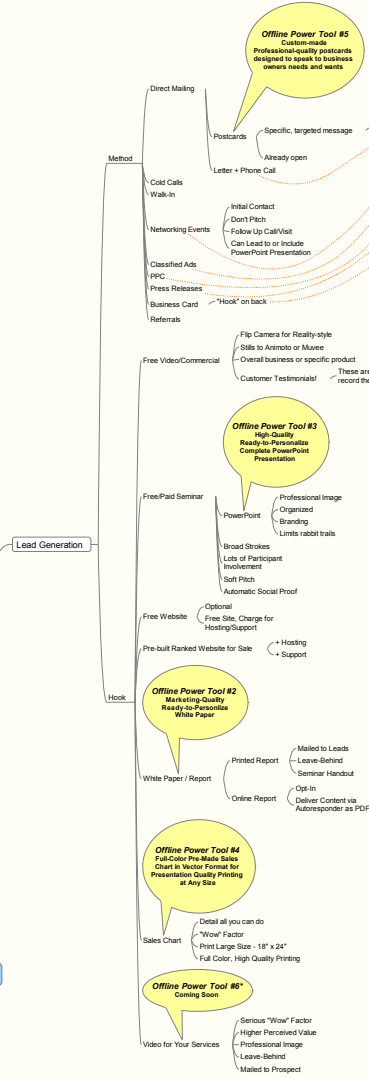 Offline Power Tool #5
Custom-made
Professional-quality postcards
designed to speak to business
owners needs and wants
Direct Mailing
Postcards
Specific, targeted message
Already open
Letter + Phone Call
Method
Cold Calls
Walk-In
Networking Events
Initial Contact
Don't Pitch
Follow Up Call/Visit
Can Lead to or Include
PowerPoint Presentation
Classified Ads
PPC
Press Releases
Business Card
"Hook" on back
Referrals
Free Video/Commercial
Flip Camera for Reality-style
Stills to Animoto or Muvee
Overall business or specific product
Customer Testimonials!
These are
record the
Offline Power Tool #3
High-Quality
Ready-to-Personalize
Complete PowerPoint
Presentation
Free/Paid Seminar
PowerPoint
Professional Image
Organized
Branding
Limits rabbit trails
Broad Strokes
Lots of Participant
Involvement
Soft Pitch
Automatic Social Proof
Lead Generation
Free Website
Optional
Free Site, Charge for
Hosting/Support
Pre-built Ranked Website for Sale
+ Hosting
+ Support
Hook
Offline Power Tool #2
Marketing-Quality
Ready-to-Personlize
White Paper
White Paper / Report
Printed Report
Mailed to Leads
Leave-Behind
Seminar Handout
Online Report
Opt-In
Deliver Content via
Autoresponder as PDF
Offline Power Tool #4
Full-Color Pre-Made Sales
Chart in Vector Format for
Presentation Quality Printing
at Any Size
Sales Chart
Detail all you can do
"Wow" Factor
Print Large Size - 18" x 24"
Full Color, High Quality Printing
Offline Power Tool #6*
Coming Soon
Video for Your Services
Serious "Wow" Factor
Higher Perceived Value
Professional Image
Leave-Behind
Mailed to Prospect